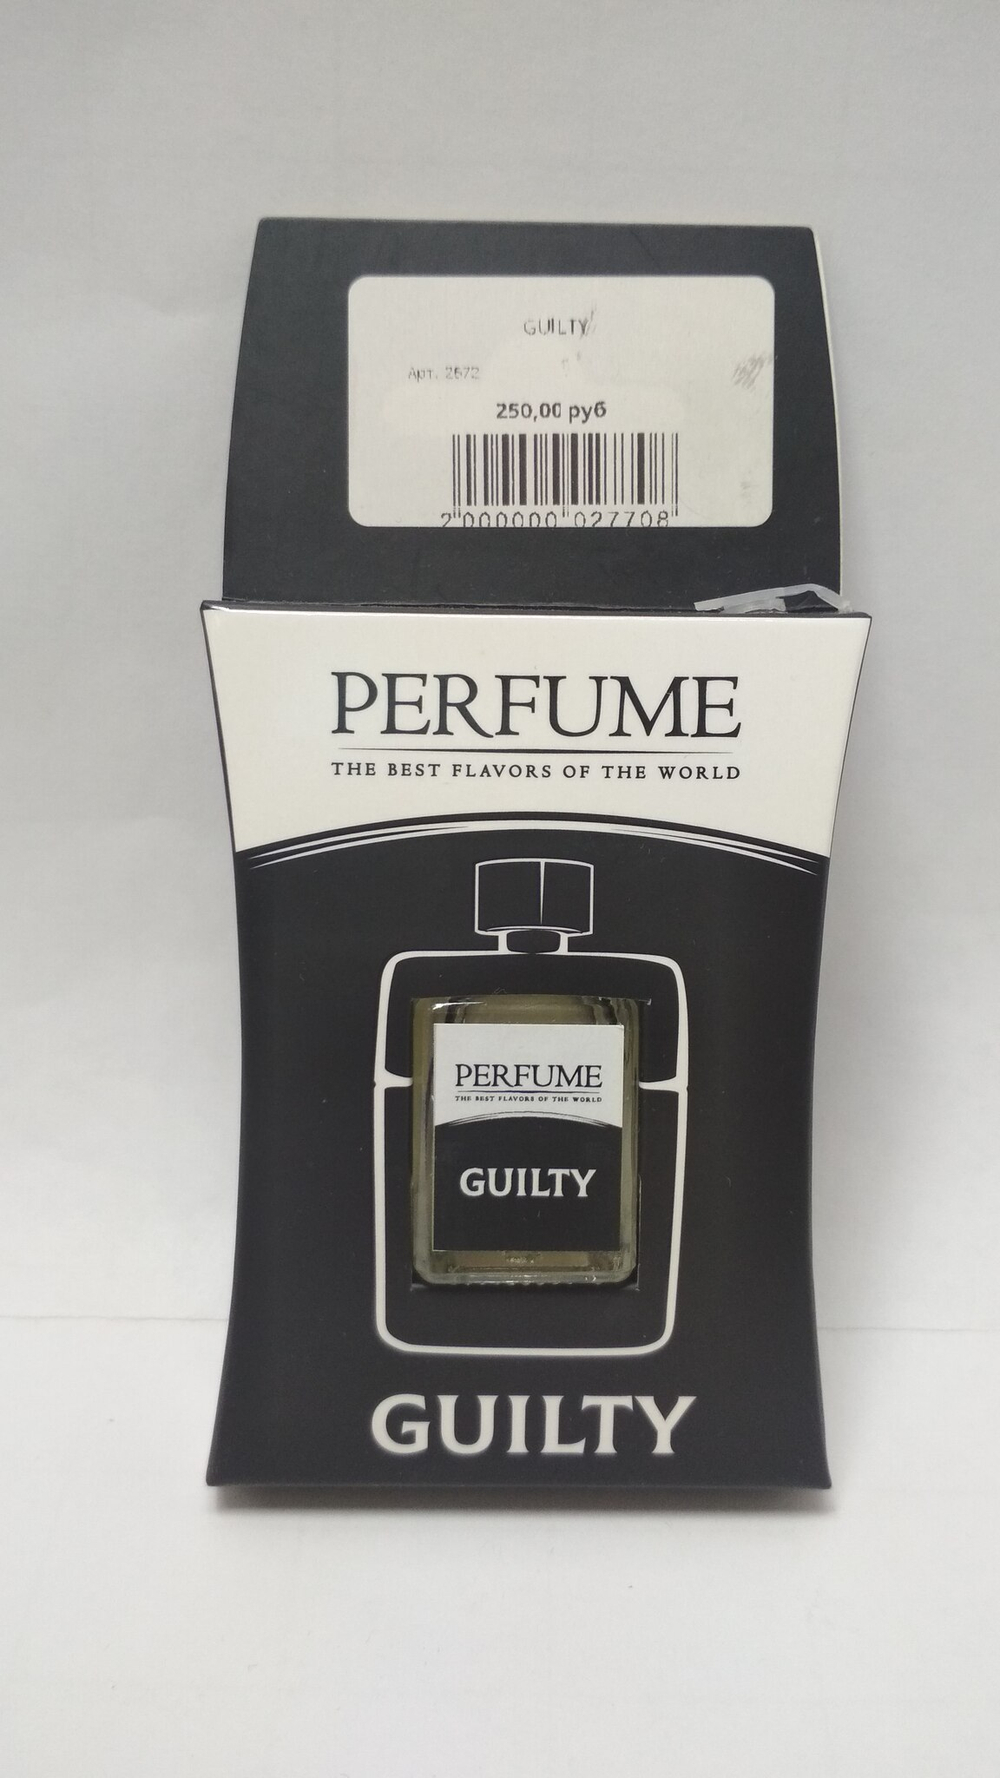 GUILTY
Арт. 2672
250,00 руб
2 000000 027708
PERFUME
THE BEST FLAVORS OF THE WORLD
PERFUME
THE BEST FLAVORS OF THE WORLD
GUILTY
GUILTY